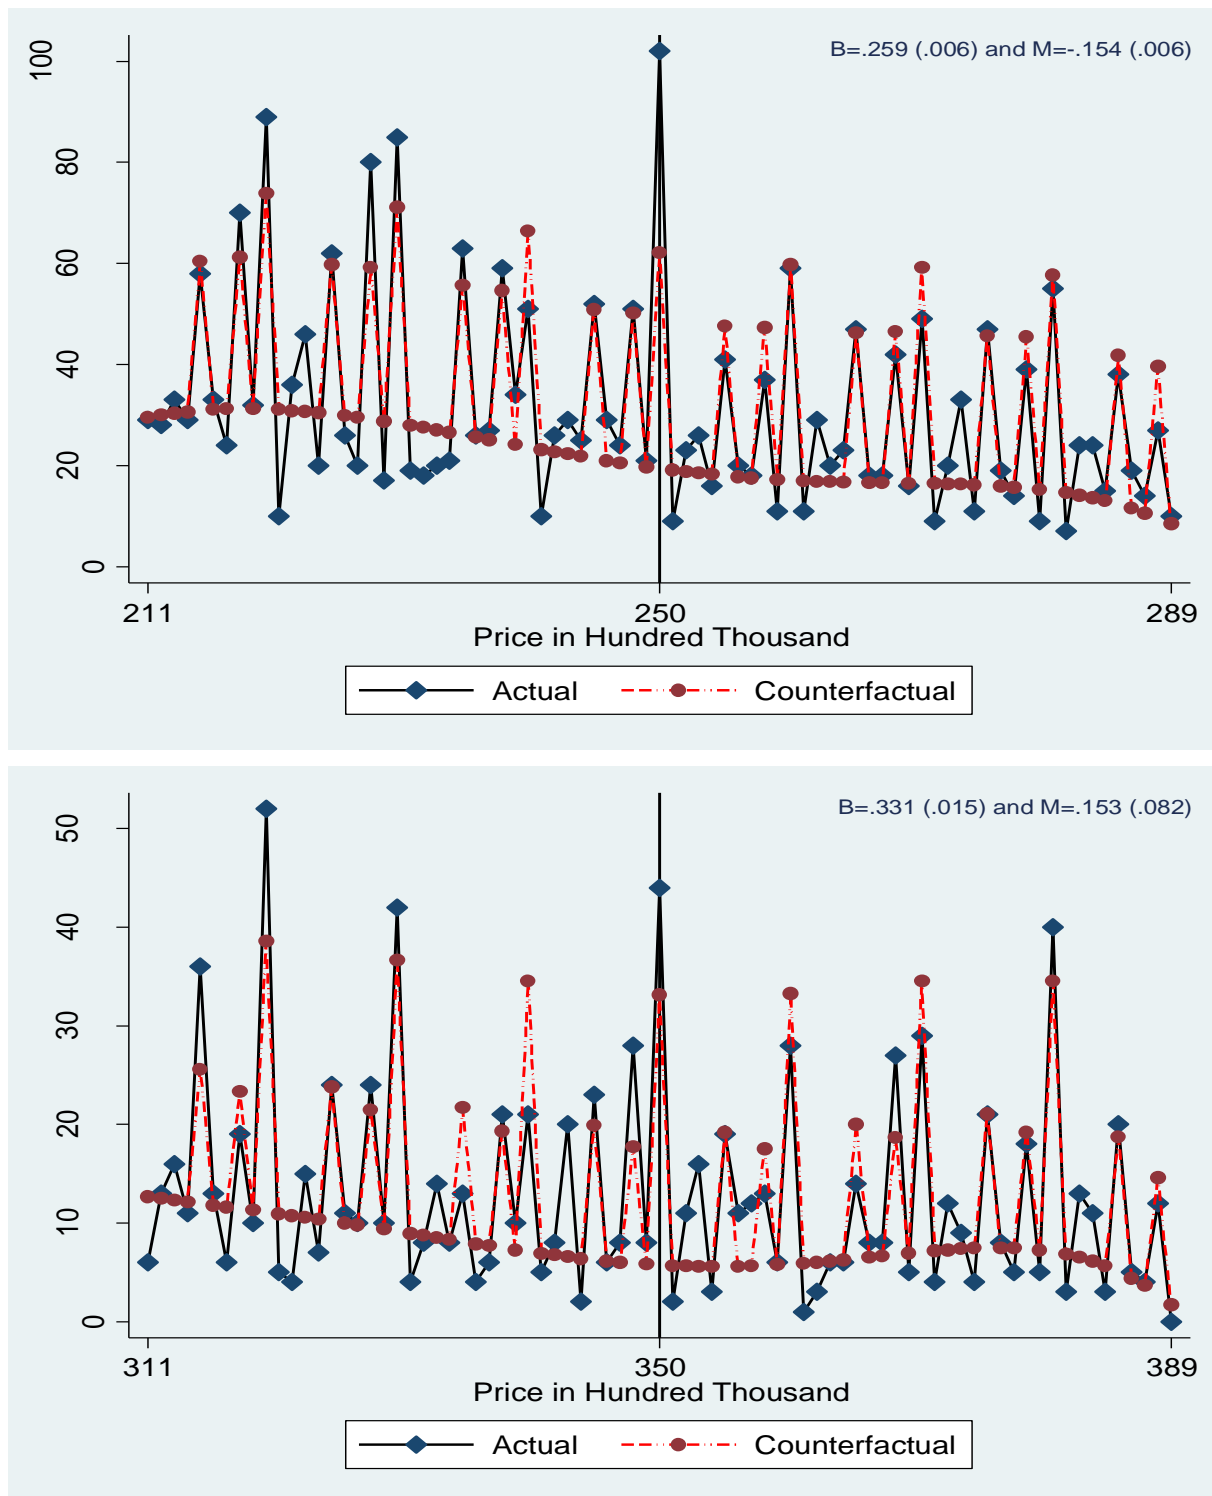 B=.259 (.006) and M=-.154 (.006)
100
80
60
40
20
0
211 250 289
Price in Hundred Thousand
Actual Counterfactual
B=.331 (.015) and M=.153 (.082)
50
40
30
20
10
0
311 350 389
Price in Hundred Thousand
Actual Counterfactual